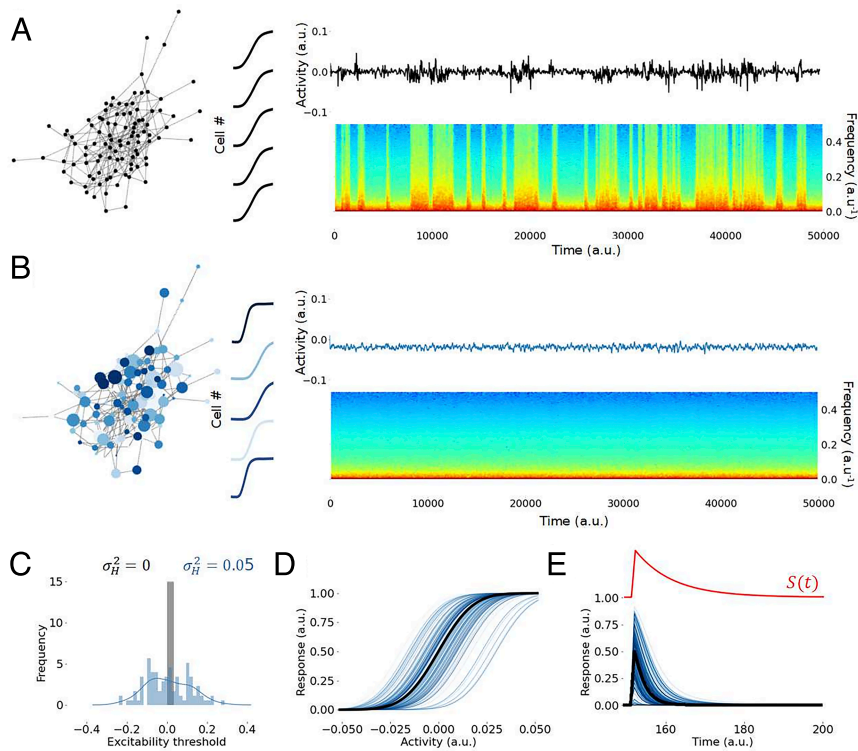 A
Cell #
Activity (a.u.)
0.1
0.0
−0.1
Frequency (a.u⁻¹)
0.4
0.2
0.0
0 10000 20000 30000 40000 50000
Time (a.u.)
B
Cell #
Activity (a.u.)
0.1
0.0
−0.1
Frequency (a.u⁻¹)
0.4
0.2
0.0
0 10000 20000 30000 40000 50000
Time (a.u.)
C
σ²H = 0 σ²H = 0.05
Frequency
15
10
5
0
−0.4 −0.2 0.0 0.2 0.4
Excitability threshold
D
Response (a.u.)
1.00
0.75
0.50
0.25
0.00
−0.050 −0.025 0.000 0.025 0.050
Activity (a.u.)
E
S(t)
Response (a.u.)
1.00
0.75
0.50
0.25
0.00
160 180 200
Time (a.u.)